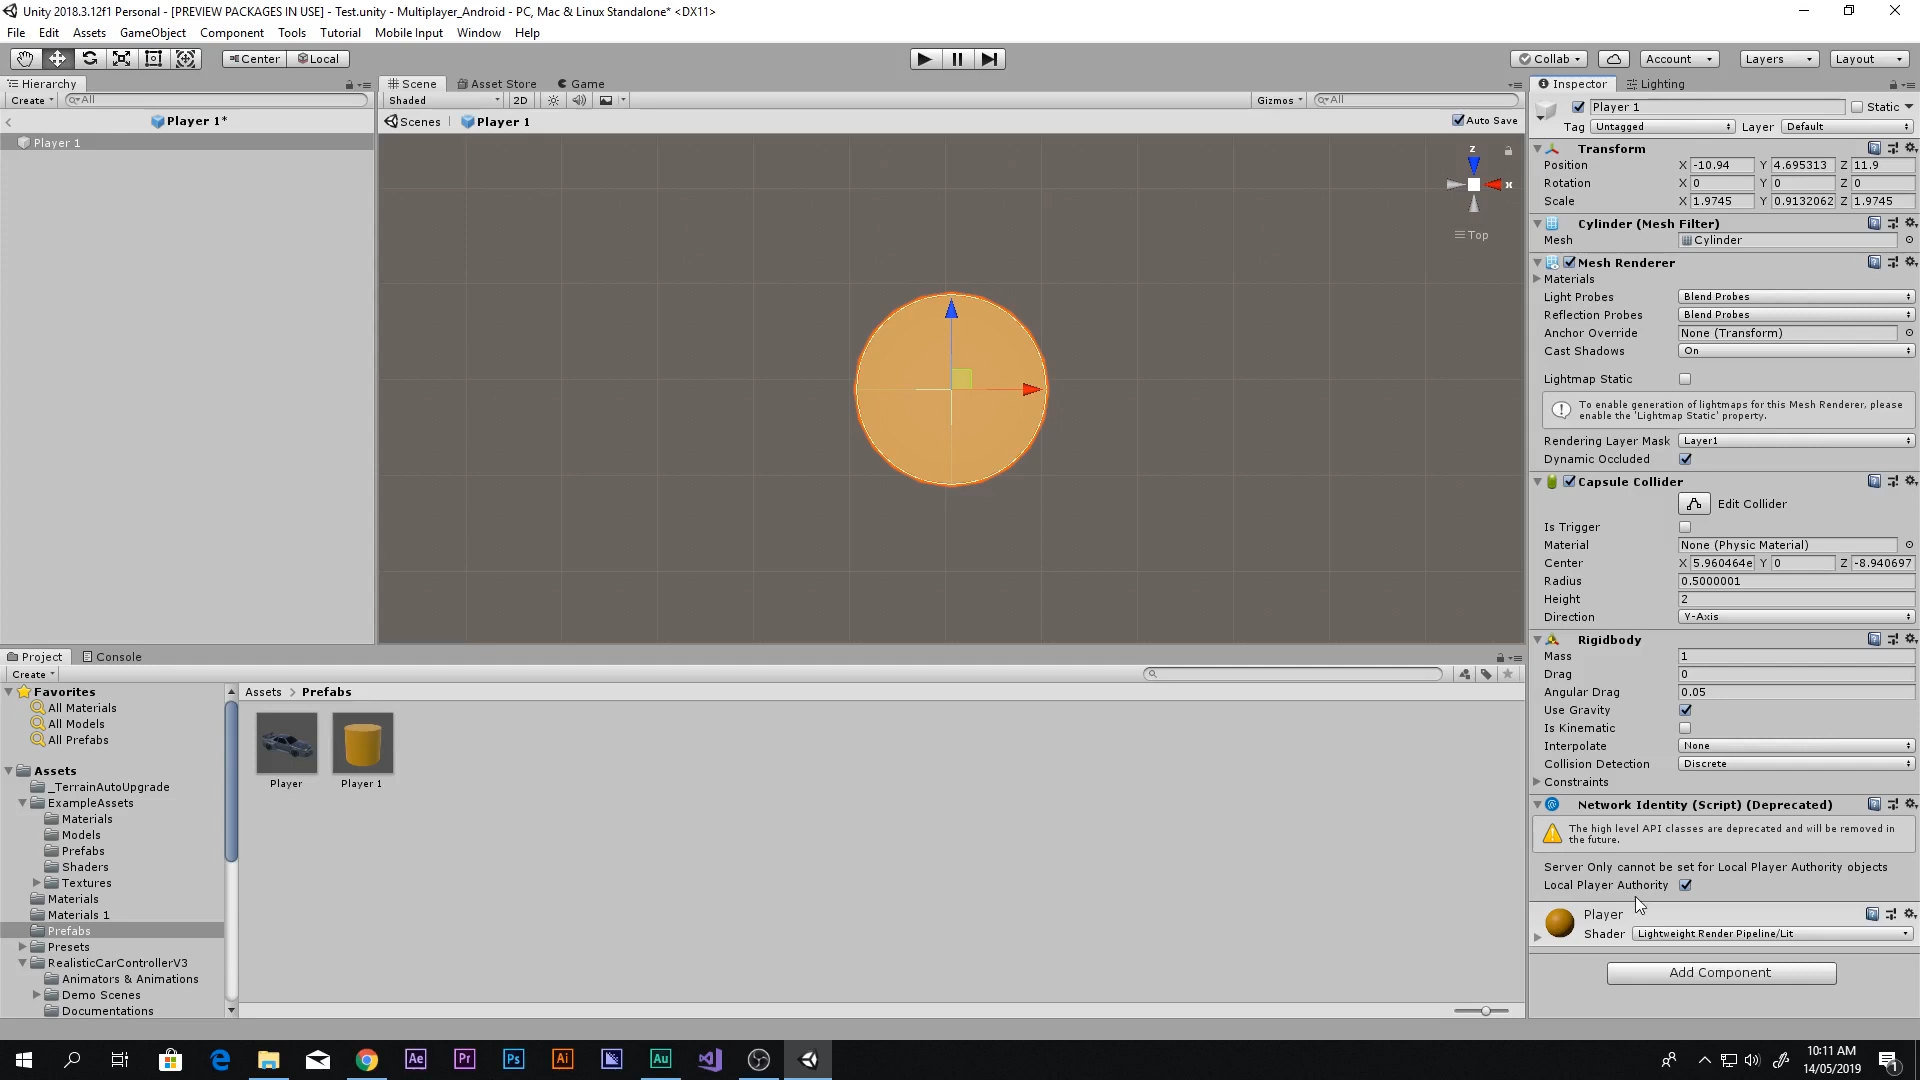 Unity 2018.3.12f1 Personal - [PREVIEW PACKAGES IN USE] - Test.unity - Multiplayer_Android - PC, Mac & Linux Standalone* <DX11>
File Edit Assets GameObject Component Tools Tutorial Mobile Input Window Help
Center Local Collab Account Layers Layout
Hierarchy Scene Asset Store Game Inspector Lighting
Create All Shaded 2D Gizmos All
Player 1 Static
Player 1* Scenes Player 1 Auto Save
Tag Untagged Layer Default
Player 1
Transform
Position X -10.94 Y 4.695313 Z 11.9
Rotation X 0 Y 0 Z 0
Scale X 1.9745 Y 0.9132062 Z 1.9745
z
x
Top
Cylinder (Mesh Filter)
Mesh Cylinder
Mesh Renderer
Materials
Light Probes Blend Probes
Reflection Probes Blend Probes
Anchor Override None (Transform)
Cast Shadows On
Lightmap Static
To enable generation of lightmaps for this Mesh Renderer, please
enable the 'Lightmap Static' property.
Rendering Layer Mask Layer1
Dynamic Occluded
Capsule Collider
Edit Collider
Is Trigger
Material None (Physic Material)
Center X 5.960464e Y 0 Z -8.940697
Radius 0.5000001
Height 2
Direction Y-Axis
Rigidbody
Mass 1
Drag 0
Angular Drag 0.05
Use Gravity
Is Kinematic
Interpolate None
Collision Detection Discrete
Constraints
Network Identity (Script) (Deprecated)
The high level API classes are deprecated and will be removed in
the future.
Server Only cannot be set for Local Player Authority objects
Local Player Authority
Player
Shader Lightweight Render Pipeline/Lit
Add Component
Project Console
Create
Favorites
All Materials
All Models
All Prefabs
Assets
_TerrainAutoUpgrade
ExampleAssets
Materials
Models
Prefabs
Shaders
Textures
Materials
Materials 1
Prefabs
Presets
RealisticCarControllerV3
Animators & Animations
Demo Scenes
Documentations
Assets > Prefabs
Player Player 1
Ae Pr Ps Ai Au
10:11 AM
14/05/2019
1